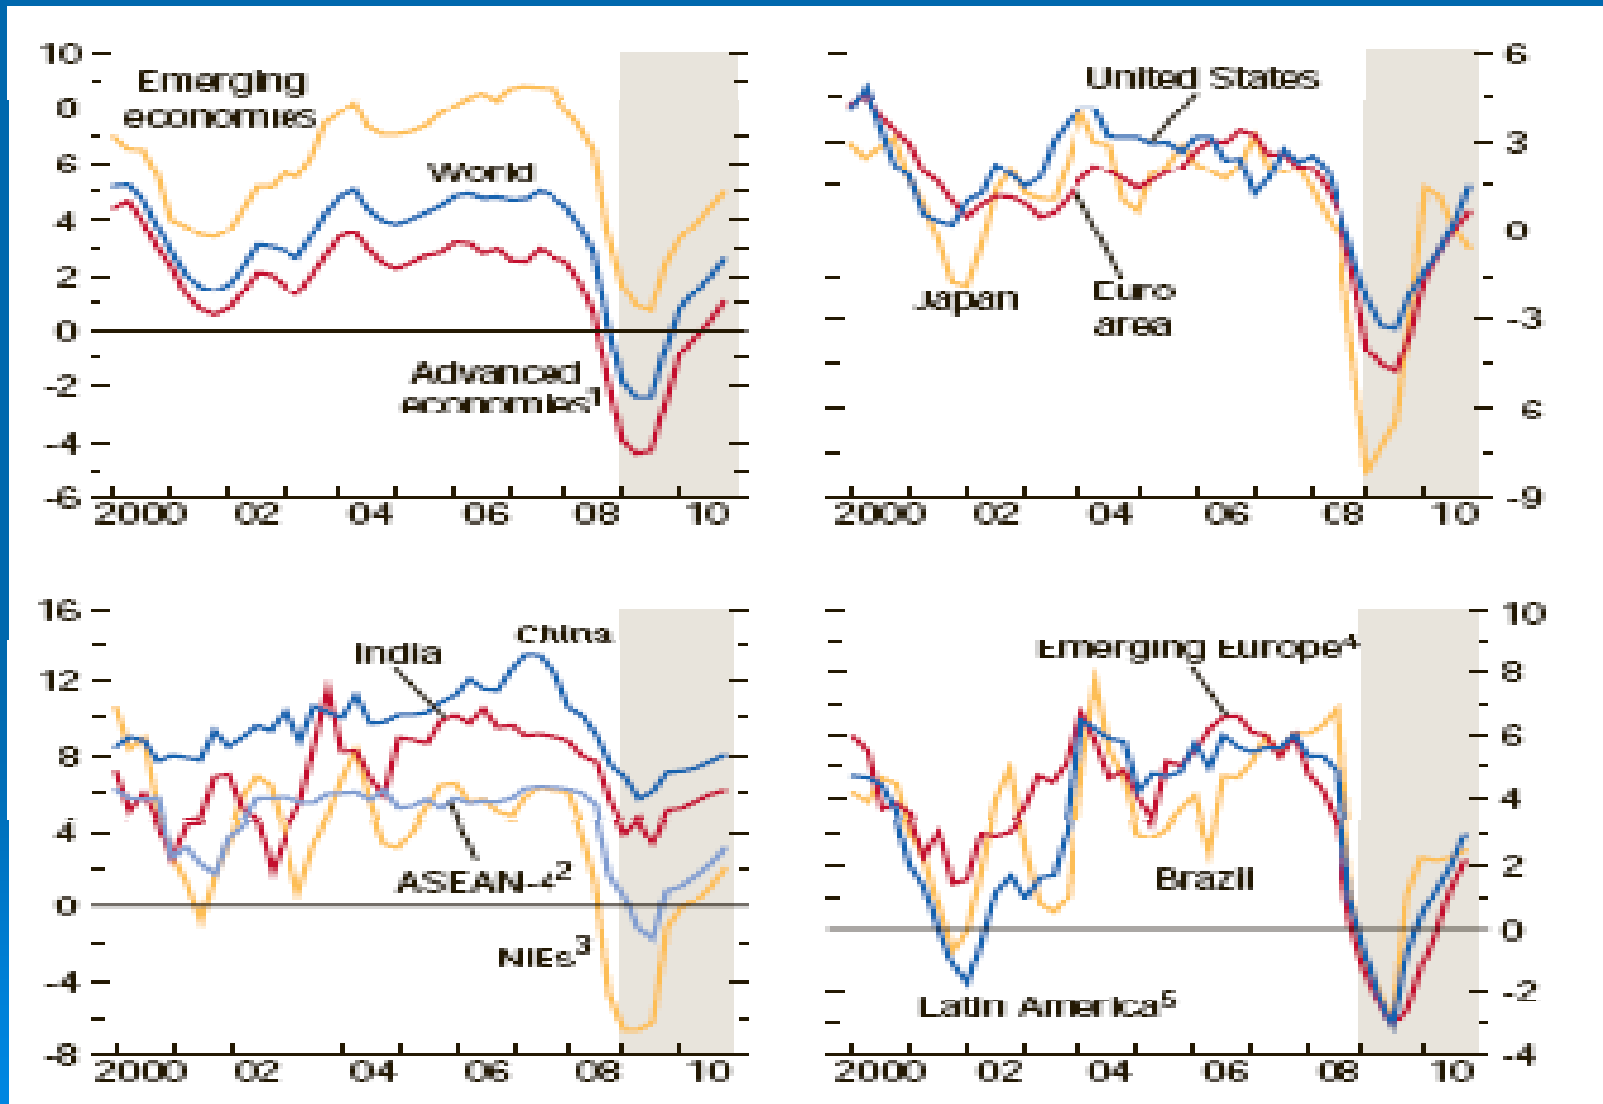 10
8
6
4
2
0
-2
-4
-6
Emerging
economies
World
Advanced
economies1
2000 02 04 06 08 10
6
3
0
-3
6
-9
United States
Japan
Euro
area
2000 02 04 06 08 10
16
12
8
4
0
-4
-8
India
China
ASEAN-4²
NIEs³
2000 02 04 06 08 10
10
8
6
4
2
0
-2
-4
Emerging Europe⁴
Brazil
Latin America⁵
2000 02 04 06 08 10